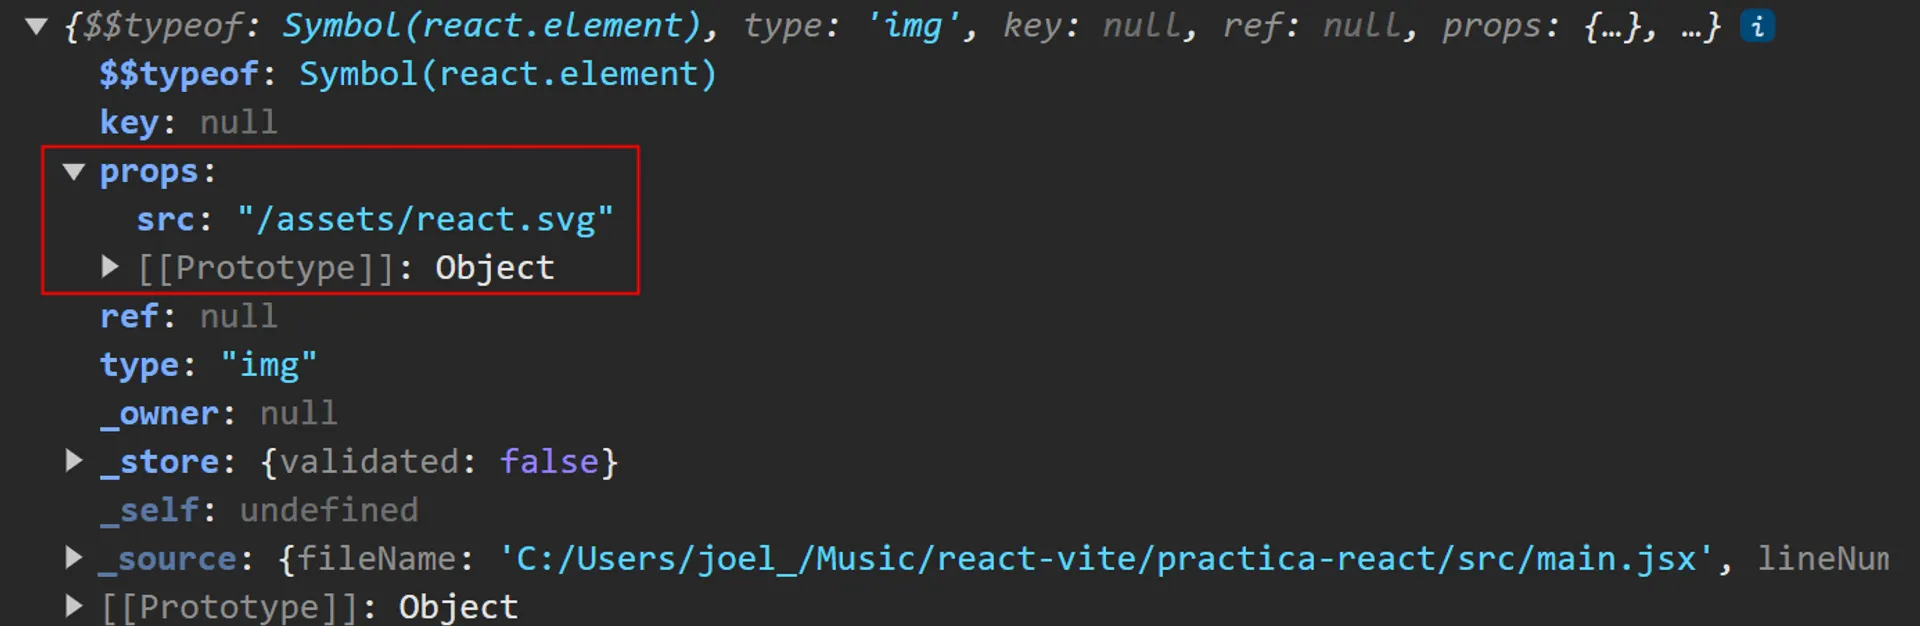 {$$typeof: Symbol(react.element), type: 'img', key: null, ref: null, props: {…}, …} i
$$typeof: Symbol(react.element)
key: null
props:
src: "/assets/react.svg"
[[Prototype]]: Object
ref: null
type: "img"
_owner: null
_store: {validated: false}
_self: undefined
_source: {fileName: 'C:/Users/joel_/Music/react-vite/practica-react/src/main.jsx', lineNum
[[Prototype]]: Object